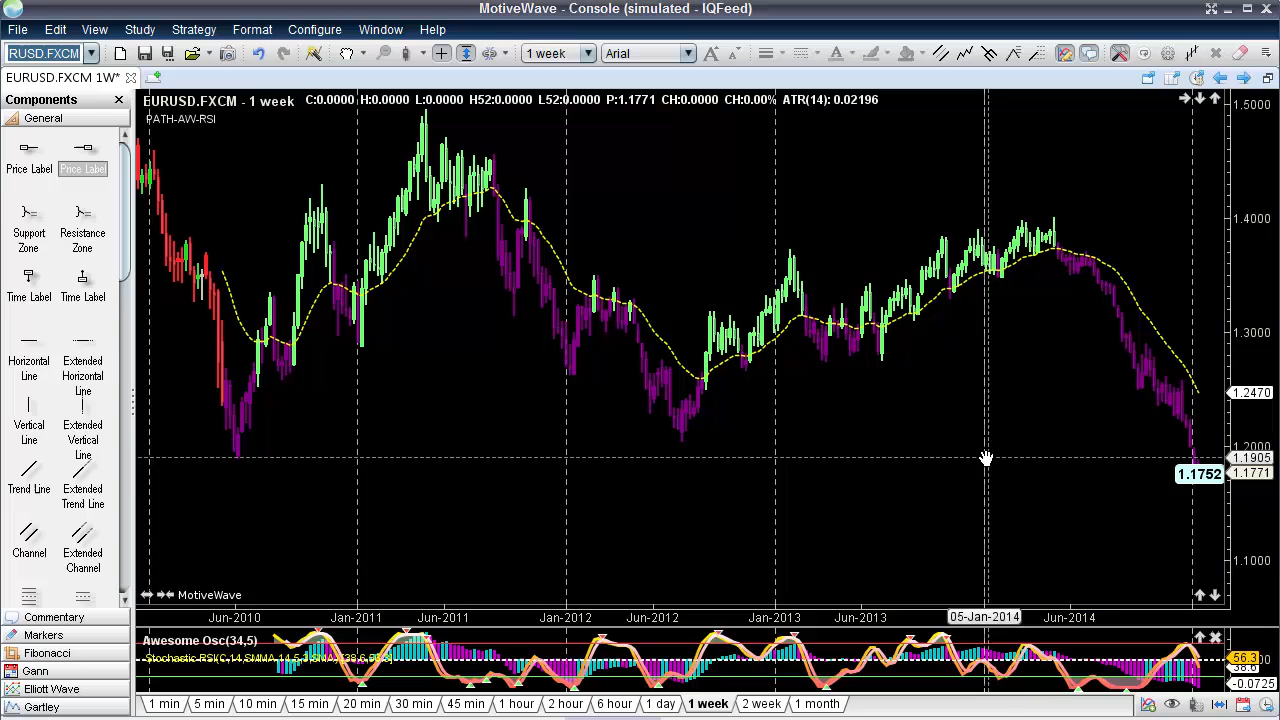 MotiveWave - Console (simulated - IQFeed)
File Edit View Study Strategy Format Configure Window Help
RUSD.FXCM 1 week Arial
EURUSD.FXCM 1W*
Components
General
Price Label Price Label
Support Zone Resistance Zone
Time Label Time Label
Horizontal Line Extended Horizontal Line
Vertical Line Extended Vertical Line
Trend Line Extended Trend Line
Channel Extended Channel
Commentary
Markers
Fibonacci
Gann
Elliott Wave
Gartley
EURUSD.FXCM - 1 week C:0.0000 H:0.0000 L:0.0000 H52:0.0000 L52:0.0000 P:1.1771 CH:0.0000 CH:0.00% ATR(14): 0.02196
PATH-AW-RSI
1.5000
1.4000
1.3000
1.2470
1.2000
1.1905
1.1771
1.1752
1.1000
MotiveWave
Jun-2010 Jan-2011 Jun-2011 Jan-2012 Jun-2012 Jan-2013 Jun-2013 05-Jan-2014 Jun-2014
Awesome Osc(34,5)
56.3
-0.0726
1 min 5 min 10 min 15 min 20 min 30 min 45 min 1 hour 2 hour 6 hour 1 day 1 week 2 week 1 month